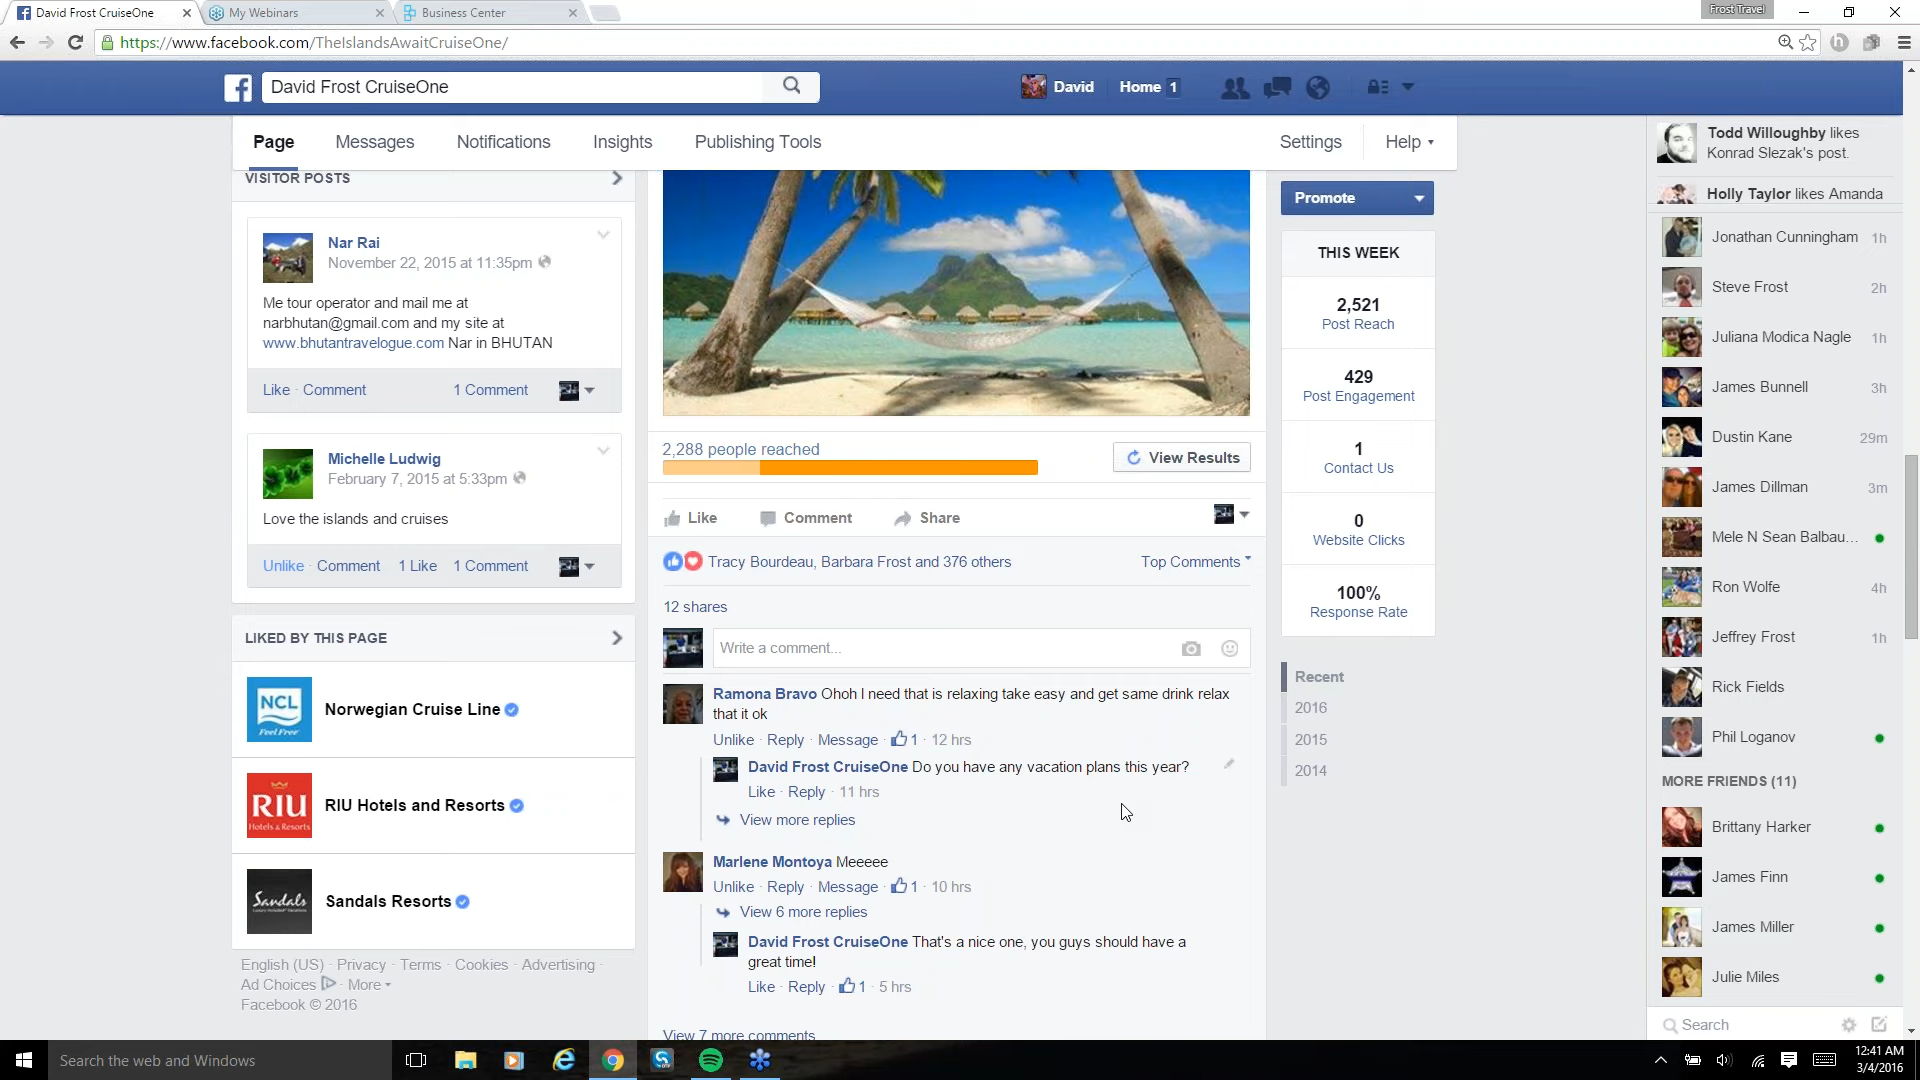 David Frost CruiseOne
My Webinars
Business Center
Frost Travel
https://www.facebook.com/TheIslandsAwaitCruiseOne/
David Frost CruiseOne
David
Home 1
Page
Messages
Notifications
Insights
Publishing Tools
Settings
Help
VISITOR POSTS
Nar Rai
November 22, 2015 at 11:35pm
Me tour operator and mail me at
narbhutan@gmail.com and my site at
www.bhutantravelogue.com Nar in BHUTAN
Like · Comment
1 Comment
Michelle Ludwig
February 7, 2015 at 5:33pm
Love the islands and cruises
Unlike · Comment
1 Like
1 Comment
LIKED BY THIS PAGE
NCL
Feel Free
Norwegian Cruise Line
RIU
Hotels & Resorts
RIU Hotels and Resorts
Sandals
Sandals Resorts
English (US) · Privacy · Terms · Cookies · Advertising ·
Ad Choices · More
Facebook © 2016
2,288 people reached
View Results
Like
Comment
Share
Tracy Bourdeau, Barbara Frost and 376 others
Top Comments
12 shares
Write a comment...
Ramona Bravo Ohoh I need that is relaxing take easy and get same drink relax
that it ok
Unlike · Reply · Message · 1 · 12 hrs
David Frost CruiseOne Do you have any vacation plans this year?
Like · Reply · 11 hrs
View more replies
Marlene Montoya Meeeee
Unlike · Reply · Message · 1 · 10 hrs
View 6 more replies
David Frost CruiseOne That's a nice one, you guys should have a
great time!
Like · Reply · 1 · 5 hrs
View 7 more comments
Promote
THIS WEEK
2,521
Post Reach
429
Post Engagement
1
Contact Us
0
Website Clicks
100%
Response Rate
Recent
2016
2015
2014
Todd Willoughby likes
Konrad Slezak's post.
Holly Taylor likes Amanda
Jonathan Cunningham 1h
Steve Frost 2h
Juliana Modica Nagle 1h
James Bunnell 3h
Dustin Kane 29m
James Dillman 3m
Mele N Sean Balbau...
Ron Wolfe 4h
Jeffrey Frost 1h
Rick Fields
Phil Loganov
MORE FRIENDS (11)
Brittany Harker
James Finn
James Miller
Julie Miles
Search
Search the web and Windows
12:41 AM
3/4/2016